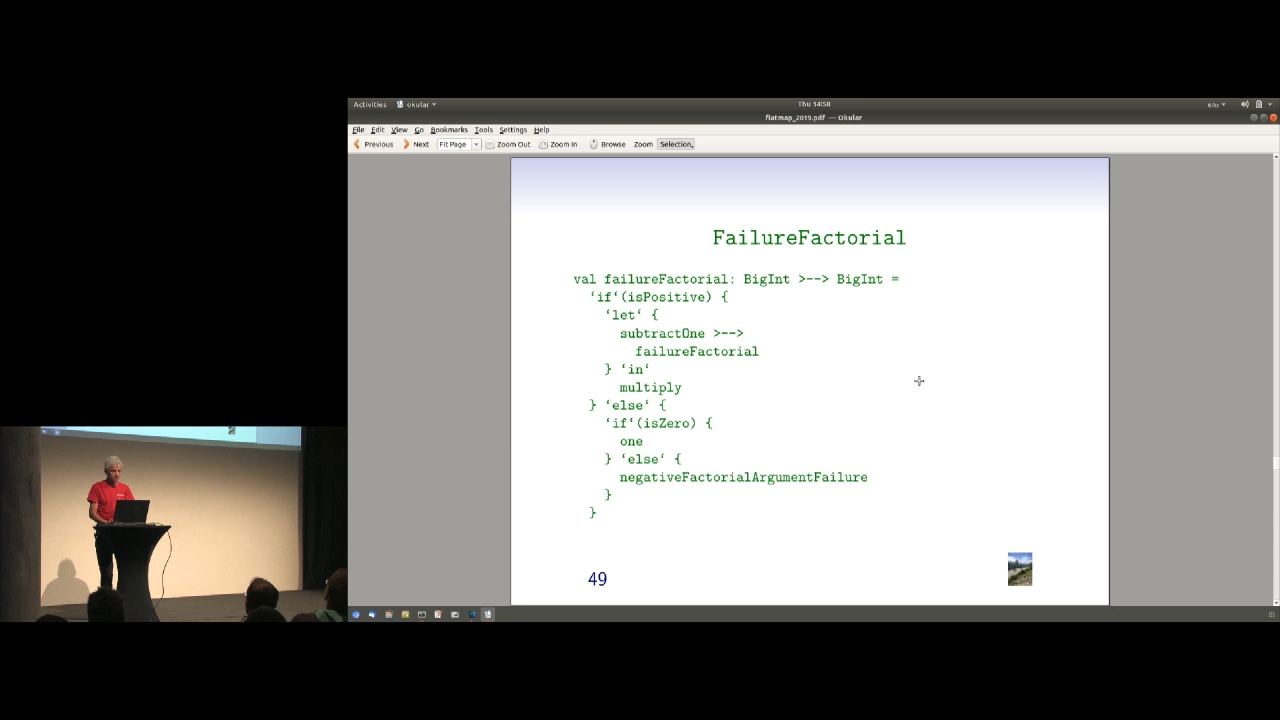 Activities okular Thu 14:58 en₁
flatmap_2019.pdf — Okular
File Edit View Go Bookmarks Tools Settings Help
Previous Next Fit Page Zoom Out Zoom In Browse Zoom Selection
FailureFactorial
val failureFactorial: BigInt >--> BigInt =
‘if‘(isPositive) {
‘let‘ {
subtractOne >-->
failureFactorial
} ‘in‘
multiply
} ‘else‘ {
‘if‘(isZero) {
one
} ‘else‘ {
negativeFactorialArgumentFailure
}
}
49